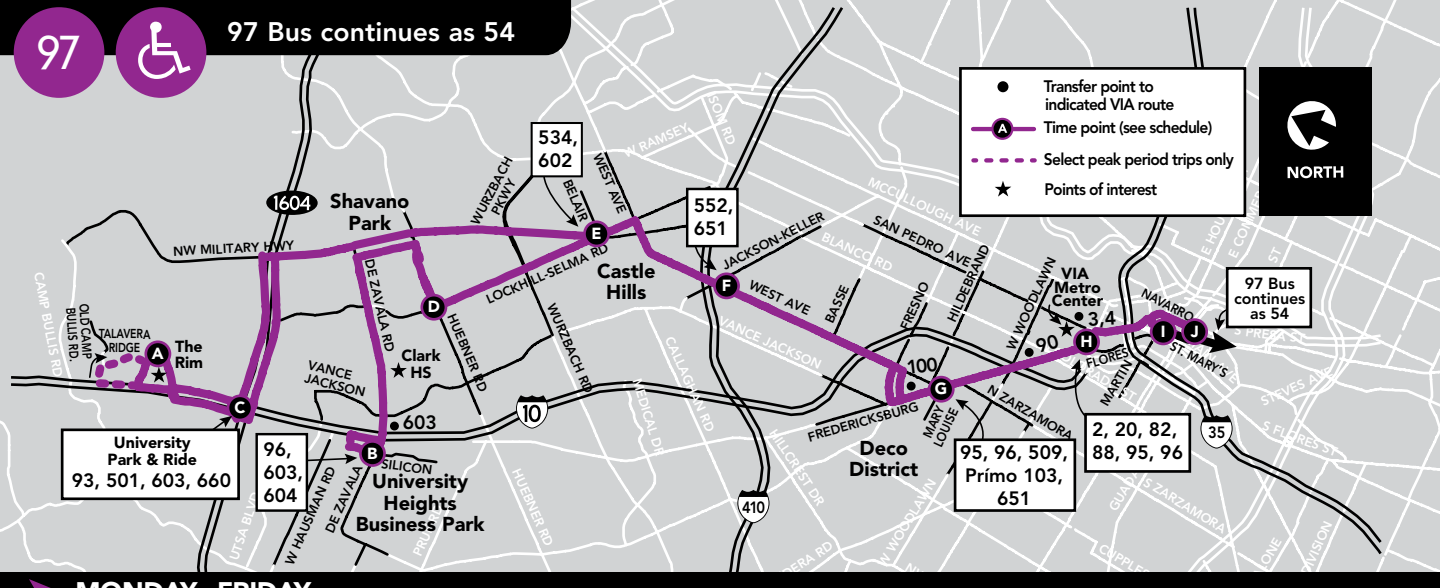 97
97 Bus continues as 54
Transfer point to
indicated VIA route
A
Time point (see schedule)
Select peak period trips only
Points of interest
NORTH
534,
602
552,
651
1604
Shavano
Park
NW MILITARY HWY
WURZBACH
PKWY
BELAIR
WEST AVE
W RAMSEY
E
LOCKHILL-SELMA RD
Castle
Hills
JACKSON-KELLER
MCCULLOUGH AVE
SAN PEDRO AVE
BLANCO RD
F
WEST AVE
BASSE
FRESNO
HILDEBRAND
W WOODLAWN
VIA
Metro
Center
3,4
90
H
NAVARRO
I
J
97 Bus
continues
as 54
ST. MARY'S
FLORES
MARTIN
CAMP BULLIS RD
OLD CAMP
BULLIS RD.
TALAVERA
RIDGE
A
The
Rim
DE ZAVALA RD
D
HUEBNER RD
WURZBACH RD
Clark
HS
VANCE
JACKSON
VANCE JACKSON
CALLAGHAN RD
MEDICAL DR
C
10
603
B
SILICON
University
Park & Ride
93, 501, 603, 660
96,
603,
604
University
Heights
Business Park
UTSA BLVD
W HAUSMAN RD
DE ZAVALA
HUEBNER RD
100
G
FREDERICKSBURG
MARY
LOUISE
N ZARZAMORA
Deco
District
95, 96, 509,
Prímo 103,
651
2, 20, 82,
88, 95, 96
35
410
HILLCREST DR
N WOODLAWN
S ZARZAMORA
STEVES AVE
S FLORES ST
MONDAY - FRIDAY